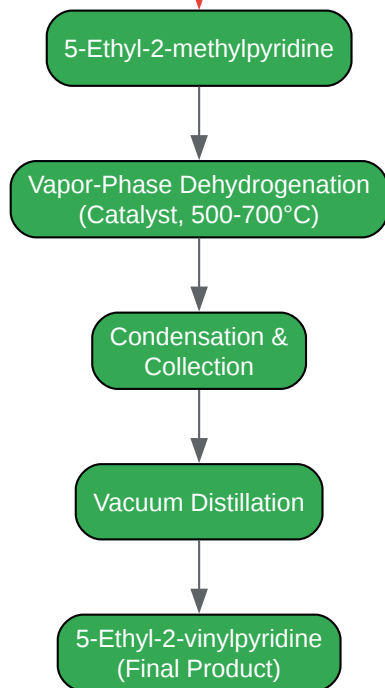 5-Ethyl-2-methylpyridine
Vapor-Phase Dehydrogenation
(Catalyst, 500-700°C)
Condensation &
Collection
Vacuum Distillation
5-Ethyl-2-vinylpyridine
(Final Product)